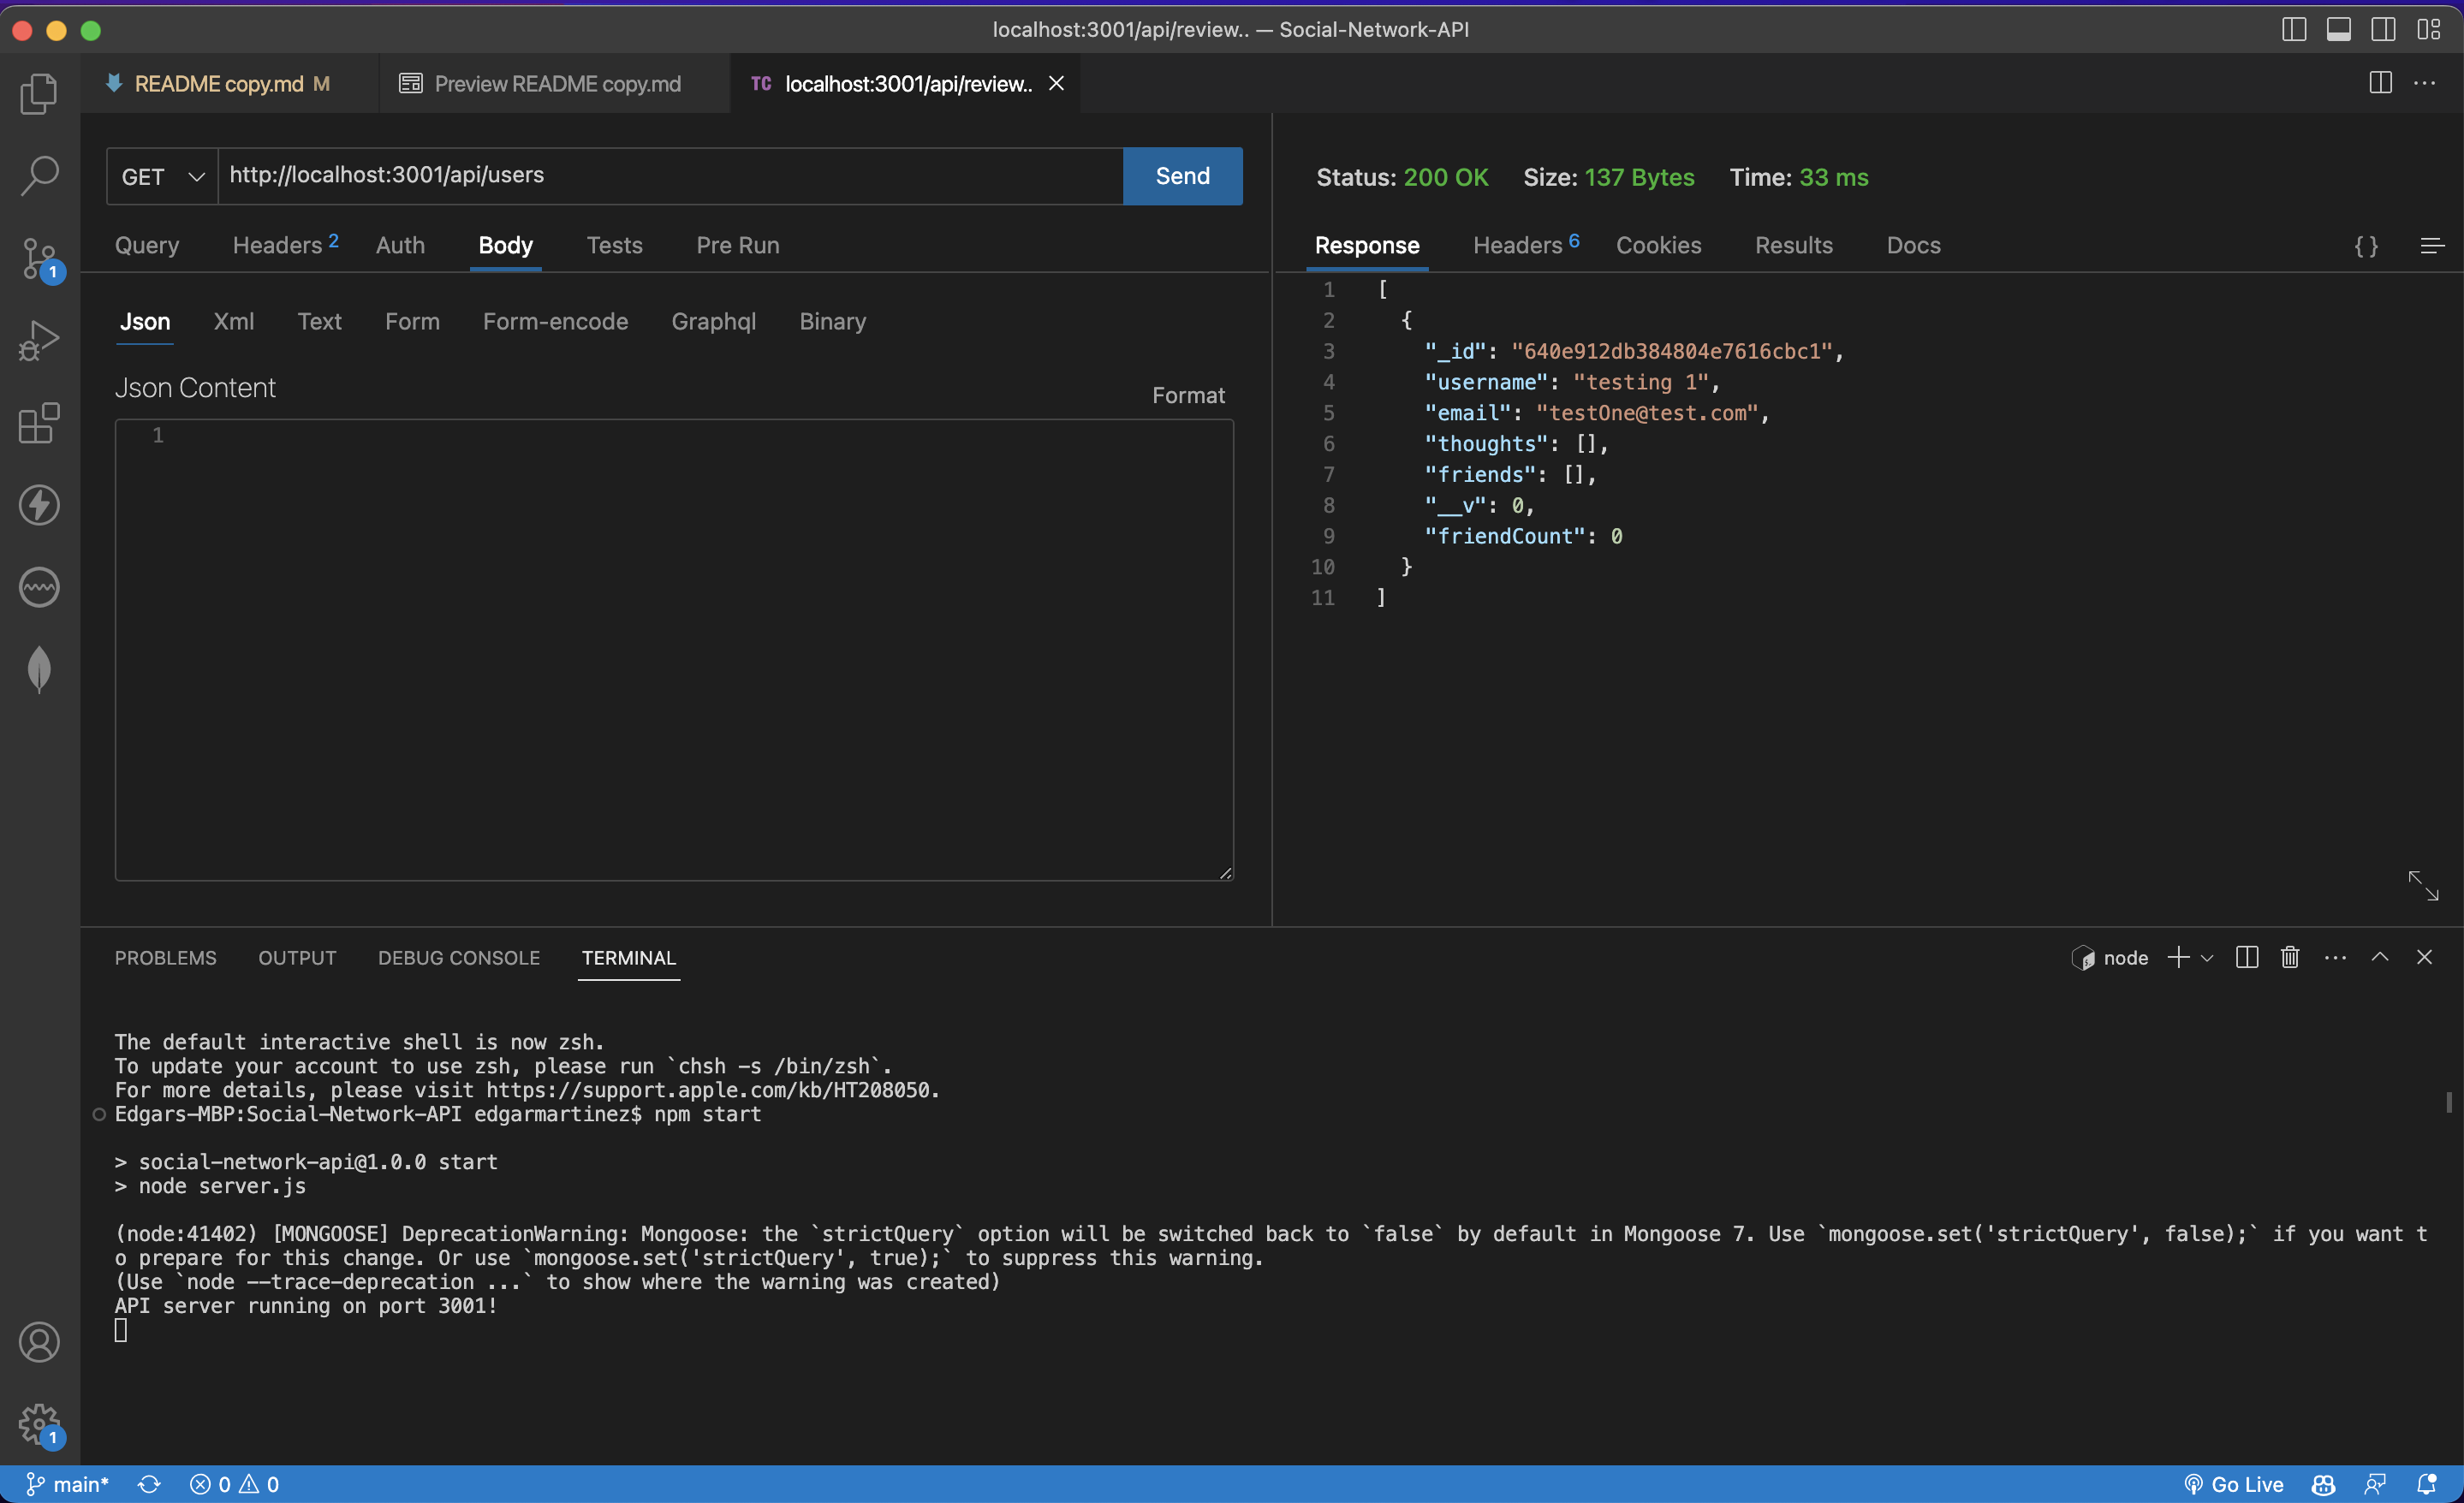 localhost:3001/api/review.. — Social-Network-API
README copy.md M
Preview README copy.md
TC localhost:3001/api/review..
GET http://localhost:3001/api/users Send
Status: 200 OK Size: 137 Bytes Time: 33 ms
Query Headers 2 Auth Body Tests Pre Run
Response Headers 6 Cookies Results Docs {}
Json Xml Text Form Form-encode Graphql Binary
Json Content
Format
1
1 [
2 {
3 "_id": "640e912db384804e7616cbc1",
4 "username": "testing 1",
5 "email": "testOne@test.com",
6 "thoughts": [],
7 "friends": [],
8 "__v": 0,
9 "friendCount": 0
10 }
11 ]
1
PROBLEMS OUTPUT DEBUG CONSOLE TERMINAL
node
The default interactive shell is now zsh.
To update your account to use zsh, please run `chsh -s /bin/zsh`.
For more details, please visit https://support.apple.com/kb/HT208050.
Edgars-MBP:Social-Network-API edgarmartinez$ npm start
> social-network-api@1.0.0 start
> node server.js
(node:41402) [MONGOOSE] DeprecationWarning: Mongoose: the `strictQuery` option will be switched back to `false` by default in Mongoose 7. Use `mongoose.set('strictQuery', false);` if you want t
o prepare for this change. Or use `mongoose.set('strictQuery', true);` to suppress this warning.
(Use `node --trace-deprecation ...` to show where the warning was created)
API server running on port 3001!
1
main* 0 0 Go Live